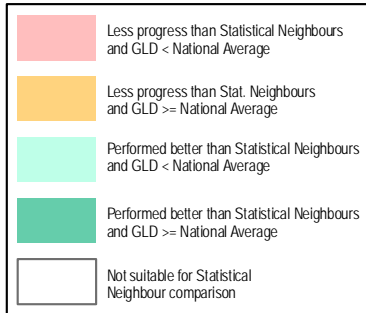 Less progress than Statistical Neighbours
and GLD < National Average
Less progress than Stat. Neighbours
and GLD >= National Average
Performed better than Statistical Neighbours
and GLD < National Average
Performed better than Statistical Neighbours
and GLD >= National Average
Not suitable for Statistical
Neighbour comparison